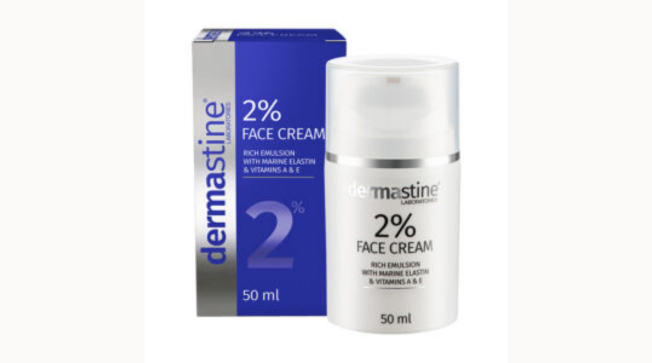 dermastine®
LABORATORIES
2%
FACE CREAM
RICH EMULSION
WITH MARINE ELASTIN
& VITAMINS A & E
2%
50 ml
dermastine®
LABORATORIES
2%
FACE CREAM
RICH EMULSION
WITH MARINE ELASTIN
& VITAMINS A & E
50 ml